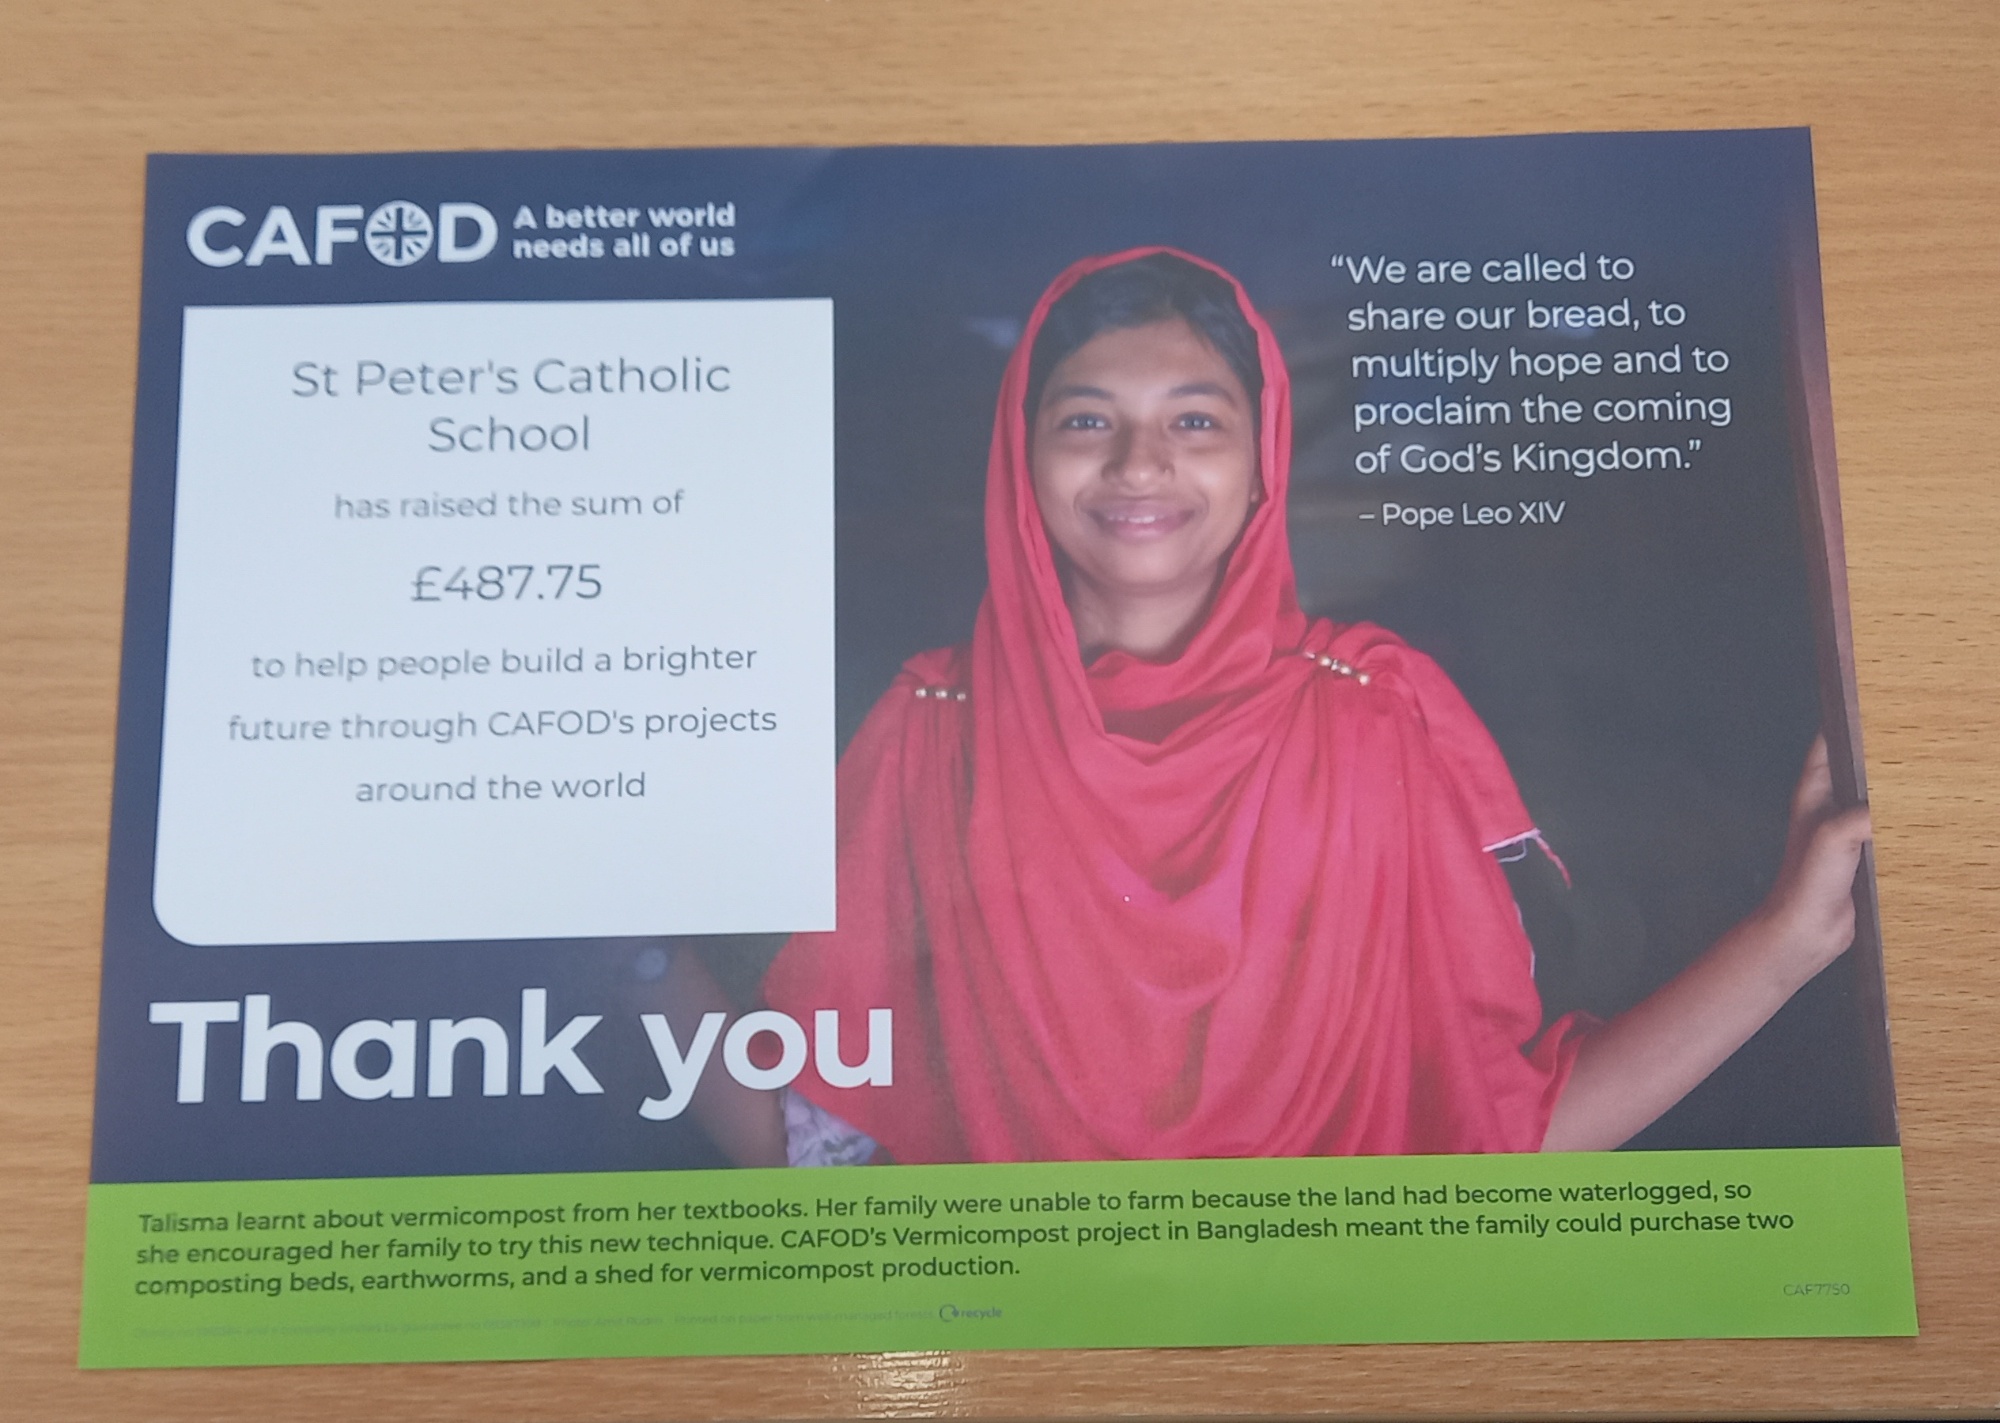 CAFOD
A better world
needs all of us
St Peter's Catholic
School
has raised the sum of
£487.75
to help people build a brighter
future through CAFOD's projects
around the world
“We are called to
share our bread, to
multiply hope and to
proclaim the coming
of God’s Kingdom.”
– Pope Leo XIV
Thank you
Talisma learnt about vermicompost from her textbooks. Her family were unable to farm because the land had become waterlogged, so
she encouraged her family to try this new technique. CAFOD’s Vermicompost project in Bangladesh meant the family could purchase two
composting beds, earthworms, and a shed for vermicompost production.
CAF7750
recycle